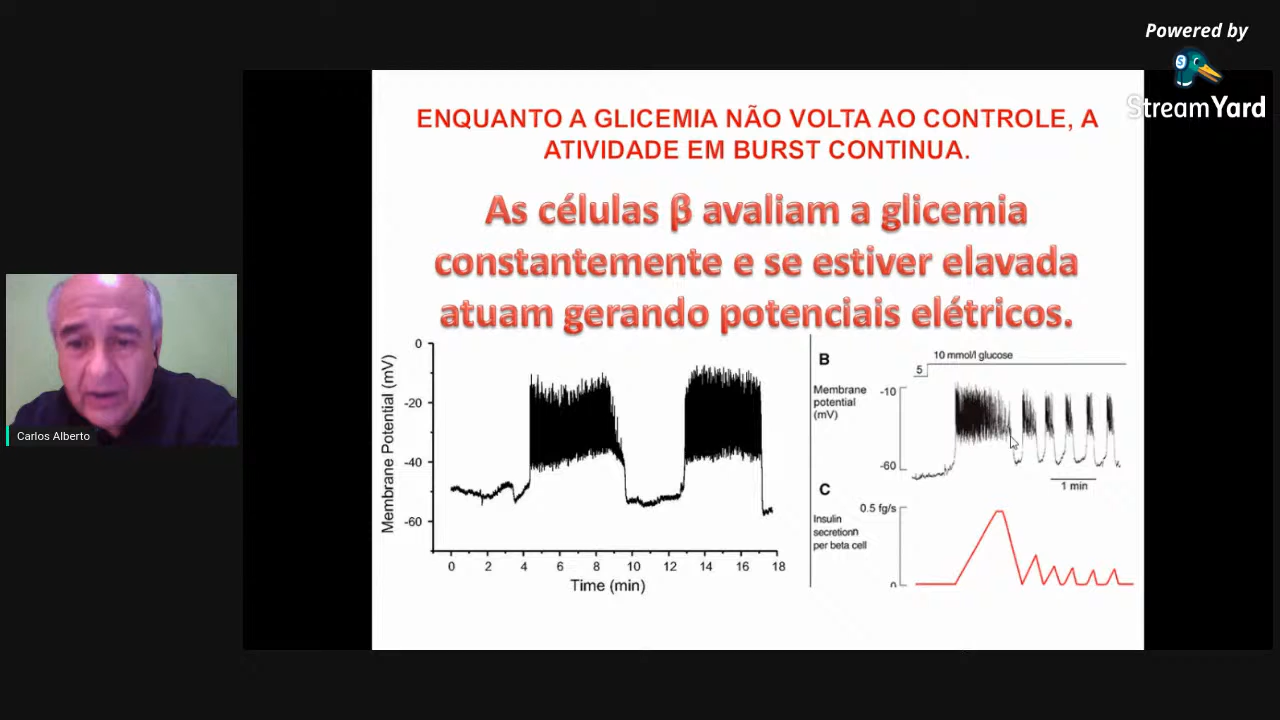 Powered by
StreamYard
ENQUANTO A GLICEMIA NÃO VOLTA AO CONTROLE, A
ATIVIDADE EM BURST CONTINUA.
As células β avaliam a glicemia
constantemente e se estiver elavada
atuam gerando potenciais elétricos.
Membrane Potential (mV)
0
-20
-40
-60
0 2 4 6 8 10 12 14 16 18
Time (min)
B
10 mmol/l glucose
5
Membrane
potential
(mV)
-10
-60
1 min
C
0.5 fg/s
Insulin
secretionn
per beta cell
0
Carlos Alberto